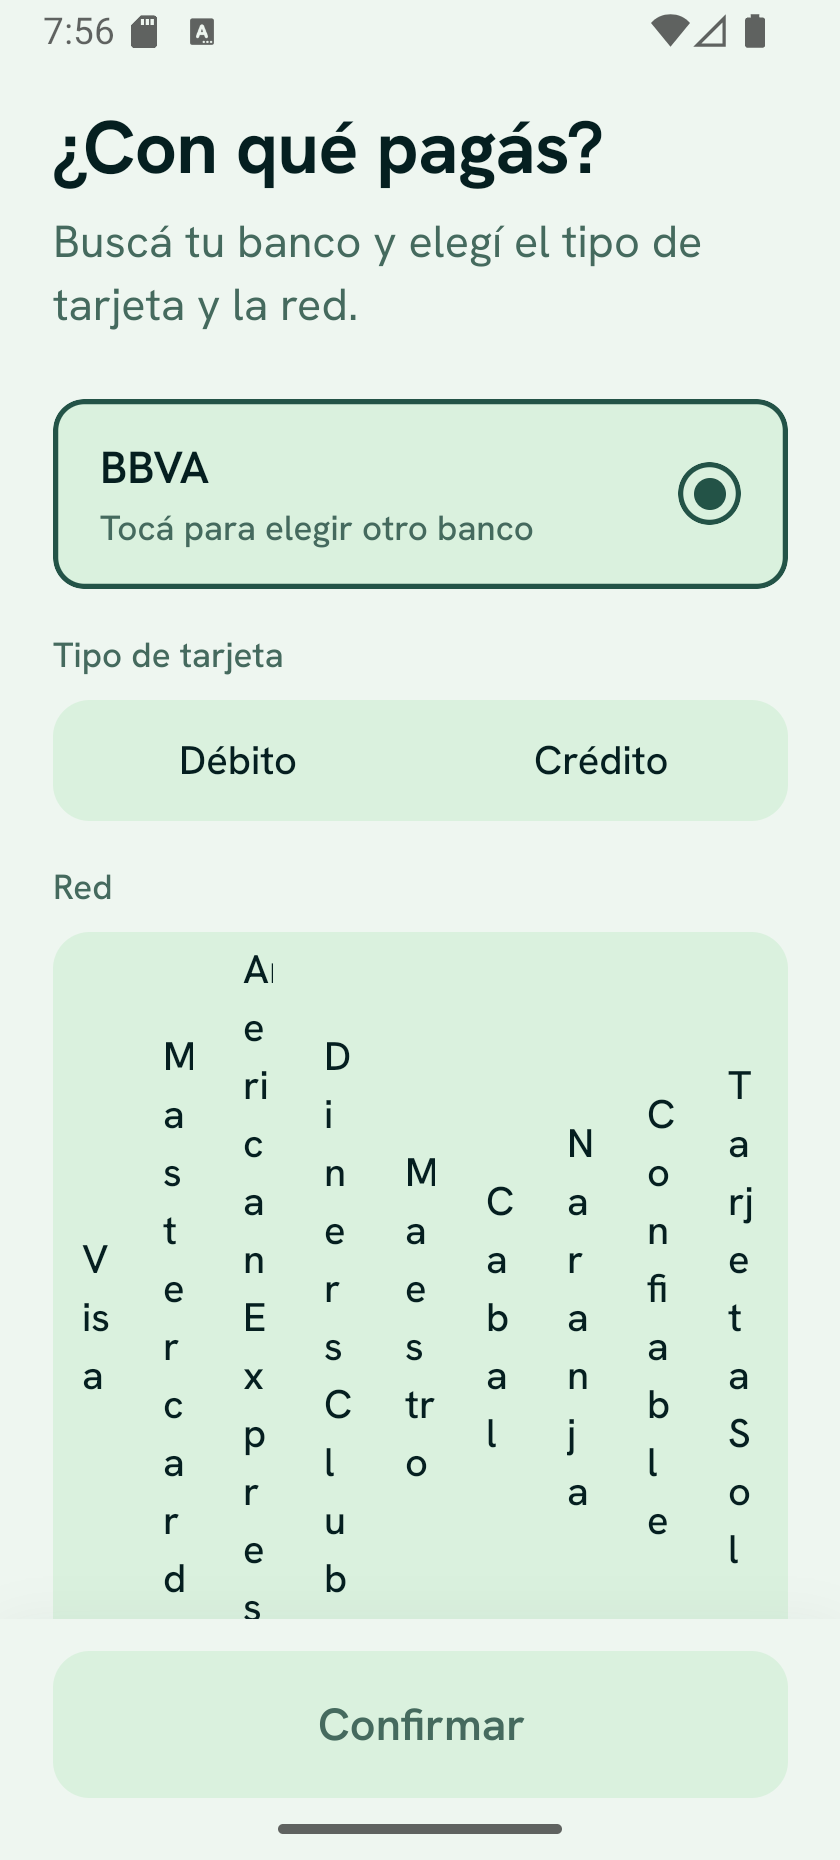 7:56
¿Con qué pagás?
Buscá tu banco y elegí el tipo de
tarjeta y la red.
BBVA
Tocá para elegir otro banco
Tipo de tarjeta
Débito
Crédito
Red
Visa
Mastercard
American Expres
Diners Club
Maestro
Cabal
Naranja
Confiable
Tarjeta Sol
Confirmar